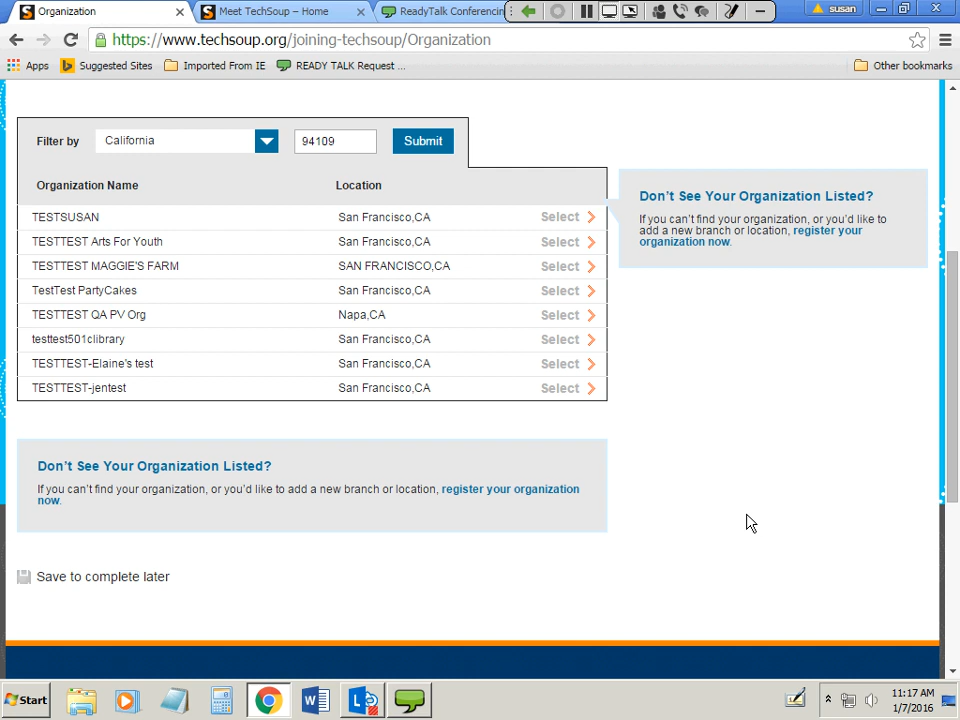 Organization
Meet TechSoup – Home
ReadyTalk Conferencin
susan
https://www.techsoup.org/joining-techsoup/Organization
Apps
Suggested Sites
Imported From IE
READY TALK Request ...
Other bookmarks
Filter by
California
94109
Submit
Organization Name
Location
TESTSUSAN
San Francisco,CA
Select
TESTTEST Arts For Youth
San Francisco,CA
Select
TESTTEST MAGGIE'S FARM
SAN FRANCISCO,CA
Select
TestTest PartyCakes
San Francisco,CA
Select
TESTTEST QA PV Org
Napa,CA
Select
testtest501clibrary
San Francisco,CA
Select
TESTTEST-Elaine's test
San Francisco,CA
Select
TESTTEST-jentest
San Francisco,CA
Select
Don't See Your Organization Listed?
If you can't find your organization, or you'd like to
add a new branch or location, register your
organization now.
Don't See Your Organization Listed?
If you can't find your organization, or you'd like to add a new branch or location, register your organization
now.
Save to complete later
Start
11:17 AM
1/7/2016